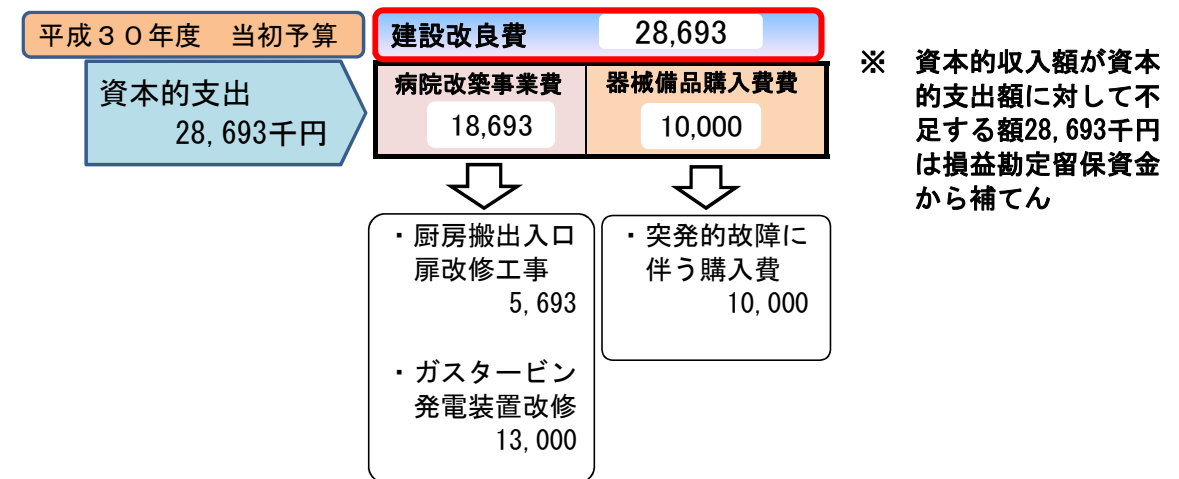 平成３０年度　当初予算
資本的支出
28,693千円
建設改良費　28,693
病院改築事業費
18,693
器械備品購入費費
10,000
・厨房搬出入口
扉改修工事
5,693
・ガスタービン
発電装置改修
13,000
・突発的故障に
伴う購入費
10,000
※　資本的収入額が資本
的支出額に対して不
足する額28,693千円
は損益勘定留保資金
から補てん